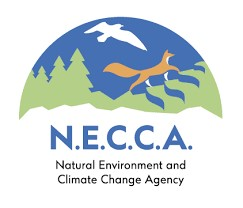 N.E.C.C.A.
Natural Environment and
Climate Change Agency